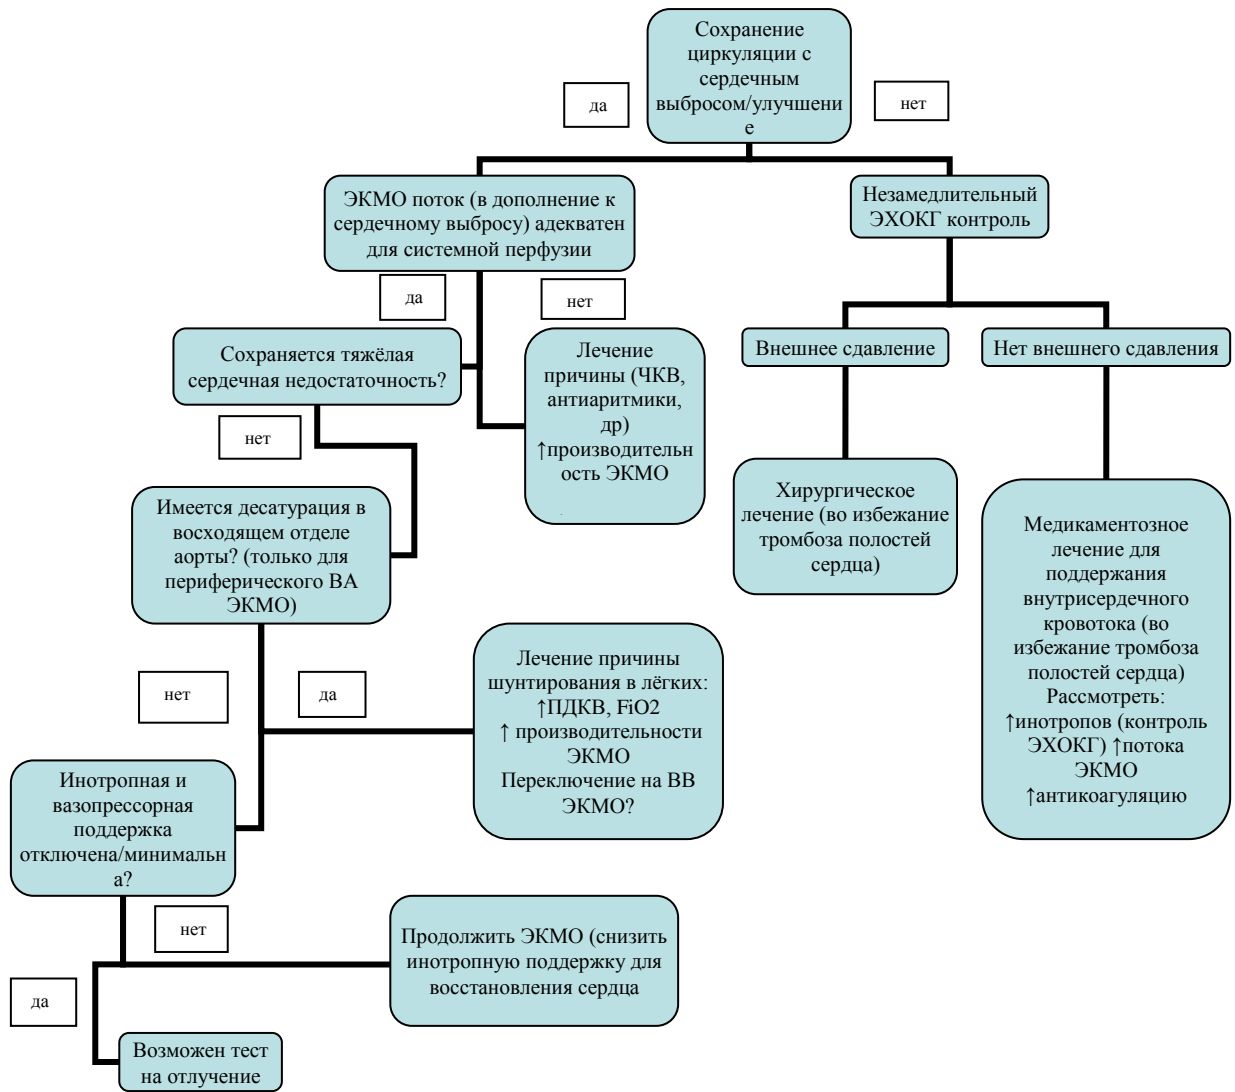 Сохранение
циркуляции с
сердечным
выбросом/улучшени
е
да
нет
ЭКМО поток (в дополнение к
сердечному выбросу) адекватен
для системной перфузии
Незамедлительный
ЭХОКГ контроль
да
нет
Сохраняется тяжёлая
сердечная недостаточность?
Лечение
причины (ЧКВ,
антиаритмики,
др)
↑производительн
ость ЭКМО
Внешнее сдавление
Нет внешнего сдавления
нет
Имеется десатурация в
восходящем отделе
аорты? (только для
периферического ВА
ЭКМО)
Хирургическое
лечение (во избежание
тромбоза полостей
сердца)
Медикаментозное
лечение для
поддержания
внутрисердечного
кровотока (во
избежание тромбоза
полостей сердца)
Рассмотреть:
↑инотропов (контроль
ЭХОКГ) ↑потока
ЭКМО
↑антикоагуляцию
нет
да
Лечение причины
шунтирования в лёгких:
↑ПДКВ, FiO2
↑ производительности
ЭКМО
Переключение на ВВ
ЭКМО?
Инотропная и
вазопрессорная
поддержка
отключена/минимальн
а?
нет
да
Продолжить ЭКМО (снизить
инотропную поддержку для
восстановления сердца
Возможен тест
на отлучение